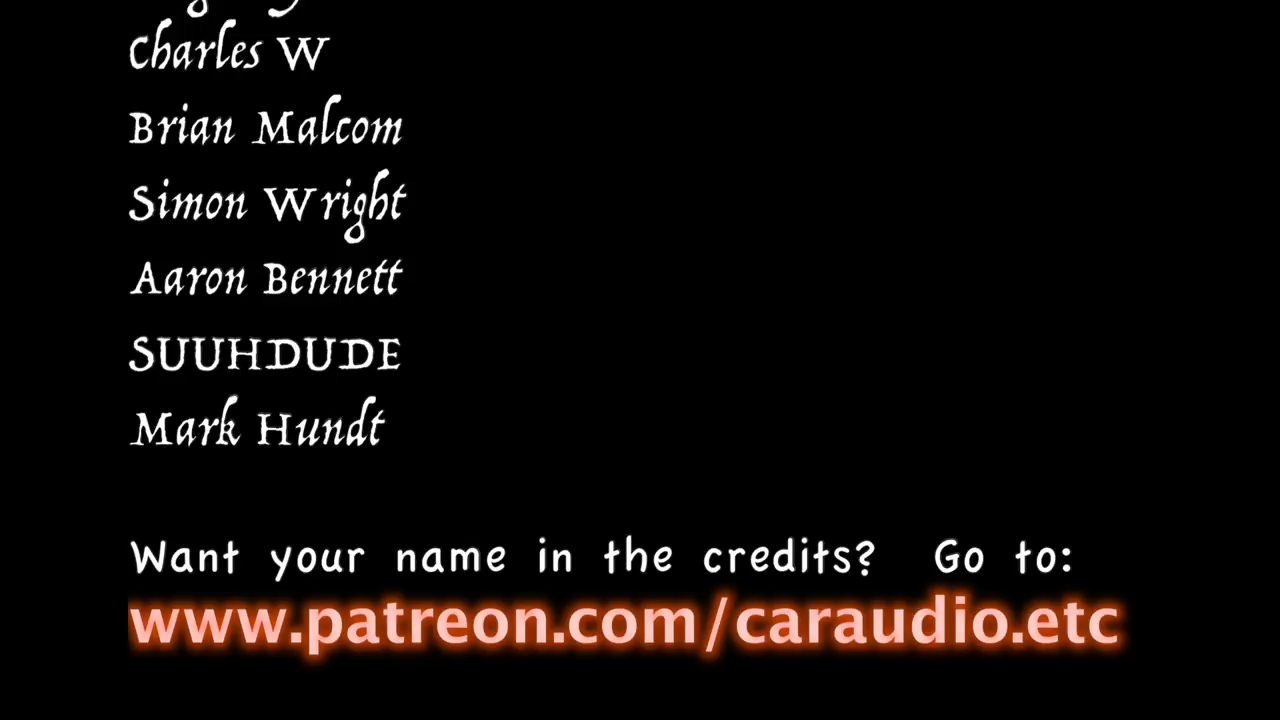 Charles W
Brian Malcom
Simon Wright
Aaron Bennett
SUUHDUDE
Mark Hundt
Want your name in the credits? Go to:
www.patreon.com/caraudio.etc